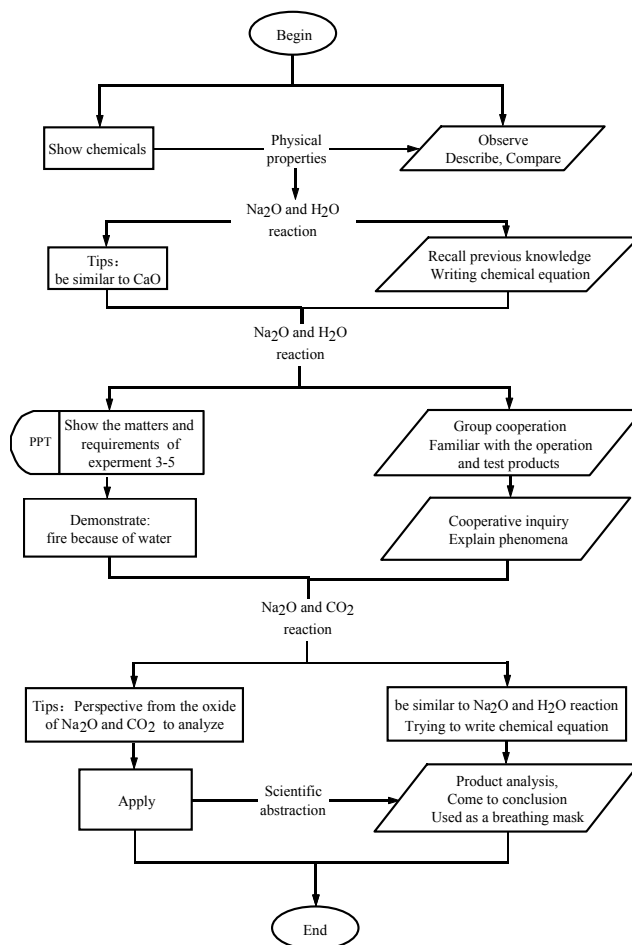 Begin
Show chemicals
Physical
properties
Observe
Describe, Compare
Na2O and H2O
reaction
Tips：
be similar to CaO
Recall previous knowledge
Writing chemical equation
Na2O and H2O
reaction
PPT
Show the matters and
requirements of
experment 3-5
Group cooperation
Familiar with the operation
and test products
Demonstrate:
fire because of water
Cooperative inquiry
Explain phenomena
Na2O and CO2
reaction
Tips：Perspective from the oxide
of Na2O and CO2 to analyze
be similar to Na2O and H2O reaction
Trying to write chemical equation
Apply
Scientific
abstraction
Product analysis,
Come to conclusion
Used as a breathing mask
End